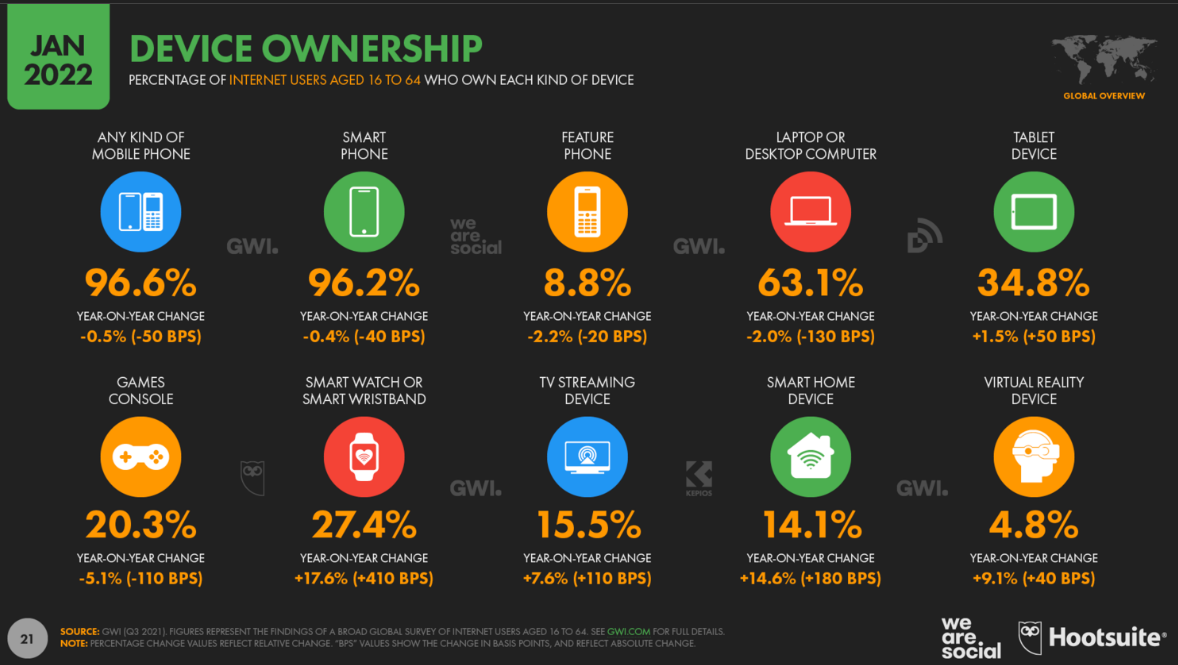 JAN
2022
DEVICE OWNERSHIP
PERCENTAGE OF INTERNET USERS AGED 16 TO 64 WHO OWN EACH KIND OF DEVICE
GLOBAL OVERVIEW
ANY KIND OF
MOBILE PHONE
96.6%
YEAR-ON-YEAR CHANGE
-0.5% (-50 BPS)
SMART
PHONE
96.2%
YEAR-ON-YEAR CHANGE
-0.4% (-40 BPS)
FEATURE
PHONE
8.8%
YEAR-ON-YEAR CHANGE
-2.2% (-20 BPS)
LAPTOP OR
DESKTOP COMPUTER
63.1%
YEAR-ON-YEAR CHANGE
-2.0% (-130 BPS)
TABLET
DEVICE
34.8%
YEAR-ON-YEAR CHANGE
+1.5% (+50 BPS)
GWI.
we
are
social
GWI.
GAMES
CONSOLE
20.3%
YEAR-ON-YEAR CHANGE
-5.1% (-110 BPS)
SMART WATCH OR
SMART WRISTBAND
27.4%
YEAR-ON-YEAR CHANGE
+17.6% (+410 BPS)
TV STREAMING
DEVICE
15.5%
YEAR-ON-YEAR CHANGE
+7.6% (+110 BPS)
SMART HOME
DEVICE
14.1%
YEAR-ON-YEAR CHANGE
+14.6% (+180 BPS)
VIRTUAL REALITY
DEVICE
4.8%
YEAR-ON-YEAR CHANGE
+9.1% (+40 BPS)
GWI.
KEPIOS
GWI.
21
SOURCE: GWI (Q3 2021). FIGURES REPRESENT THE FINDINGS OF A BROAD GLOBAL SURVEY OF INTERNET USERS AGED 16 TO 64. SEE GWI.COM FOR FULL DETAILS.
NOTE: PERCENTAGE CHANGE VALUES REFLECT RELATIVE CHANGE. "BPS" VALUES SHOW THE CHANGE IN BASIS POINTS, AND REFLECT ABSOLUTE CHANGE.
we
are
social
Hootsuite®